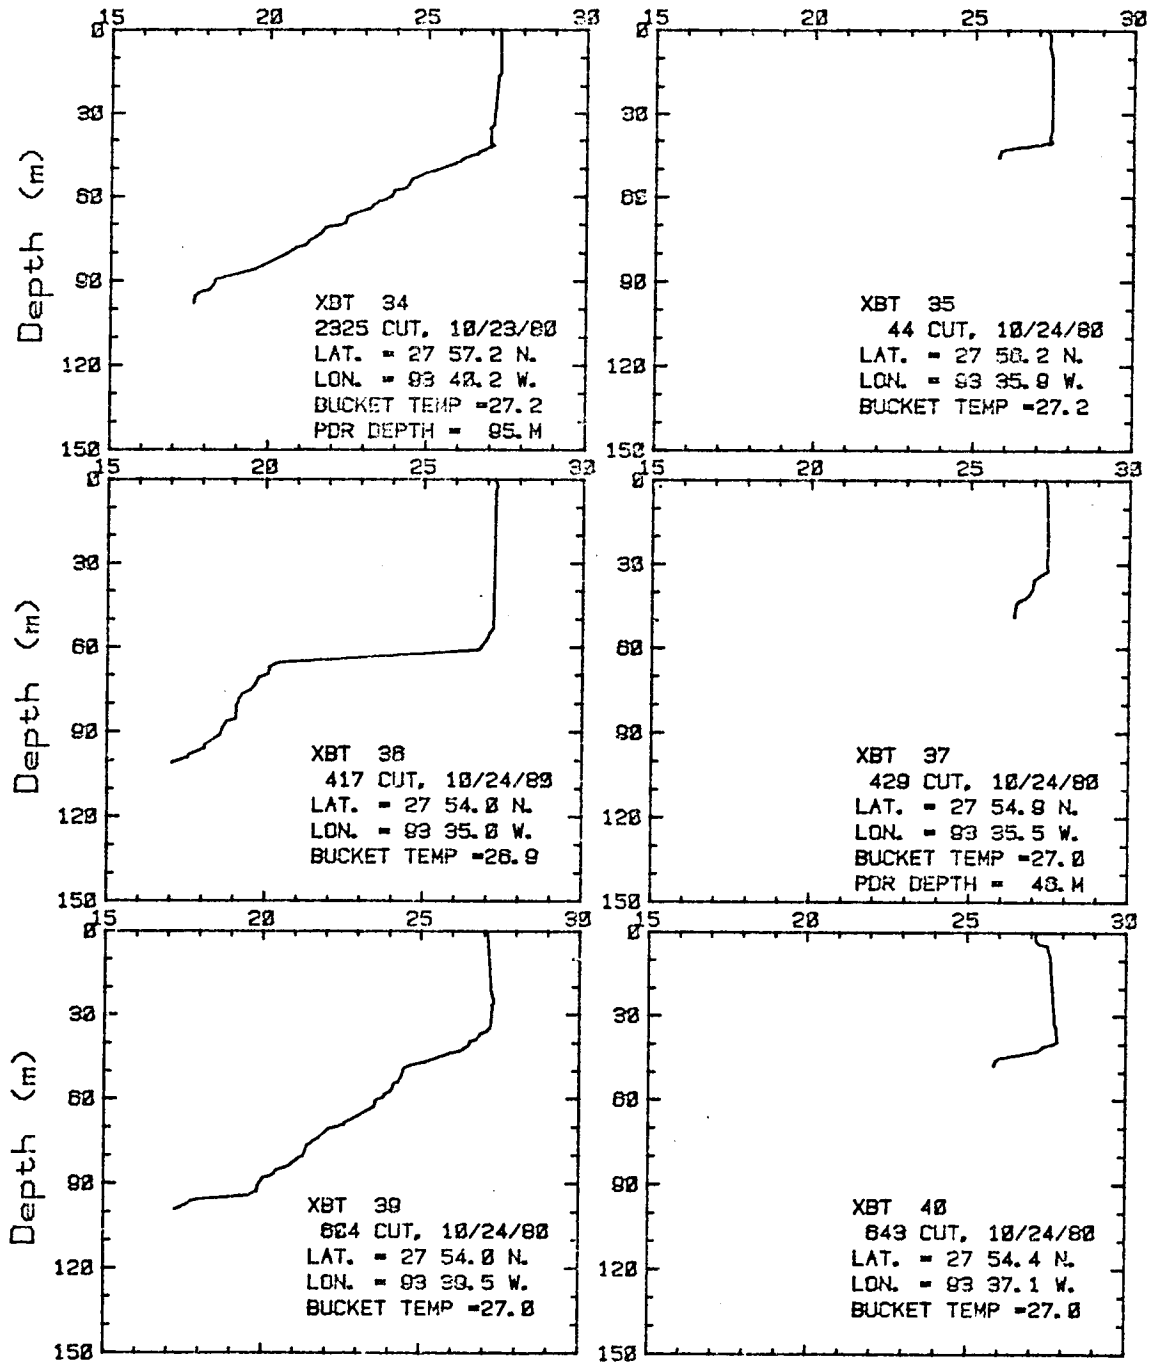 15 20 25 30
0
30
60
90
120
150
Depth (m)
XBT 34
2325 CUT, 10/23/80
LAT. = 27 57.2 N.
LON. = 93 40.2 W.
BUCKET TEMP =27.2
PDR DEPTH = 95. M
15 20 25 30
0
30
60
90
120
150
XBT 35
44 CUT, 10/24/80
LAT. = 27 56.2 N.
LON. = 93 35.9 W.
BUCKET TEMP =27.2
15 20 25 30
0
30
60
90
120
150
Depth (m)
XBT 36
417 CUT, 10/24/80
LAT. = 27 54.0 N.
LON. = 93 35.0 W.
BUCKET TEMP =26.9
15 20 25 30
0
30
60
90
120
150
XBT 37
429 CUT, 10/24/80
LAT. = 27 54.9 N.
LON. = 93 35.5 W.
BUCKET TEMP =27.0
PDR DEPTH = M
15 20 25 30
0
30
60
90
120
150
Depth (m)
XBT 39
CUT, 10/24/80
LAT. = 27 54.0 N.
LON. = 93 39.5 W.
BUCKET TEMP =27.0
15 20 25 30
0
30
60
90
120
150
XBT 40
643 CUT, 10/24/80
LAT. = 27 54.4 N.
LON. = 93 37.1 W.
BUCKET TEMP =27.0